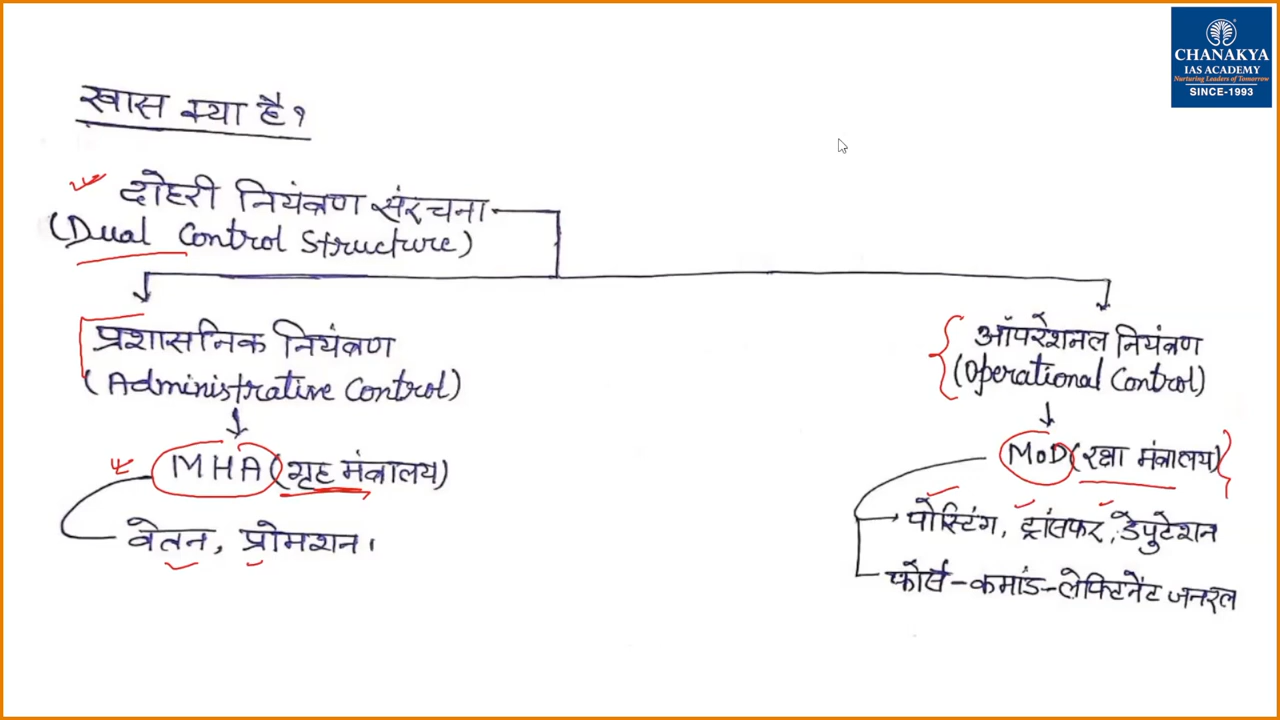 CHANAKYA
IAS ACADEMY
Nurturing Leaders of Tomorrow
SINCE-1993
खास क्या है?
दोहरी नियंत्रण संरचना
(Dual Control Structure)
प्रशासनिक नियंत्रण
(Administrative Control)
MHA (गृह मंत्रालय)
वेतन, प्रोमशन।
ऑपरेशनल नियंत्रण
(Operational Control)
MoD (रक्षा मंत्रालय)
पोस्टिंग, ट्रांसफर, डेपुटेशन
फोर्स-कमांड-लेफ्टिनेंट जनरल